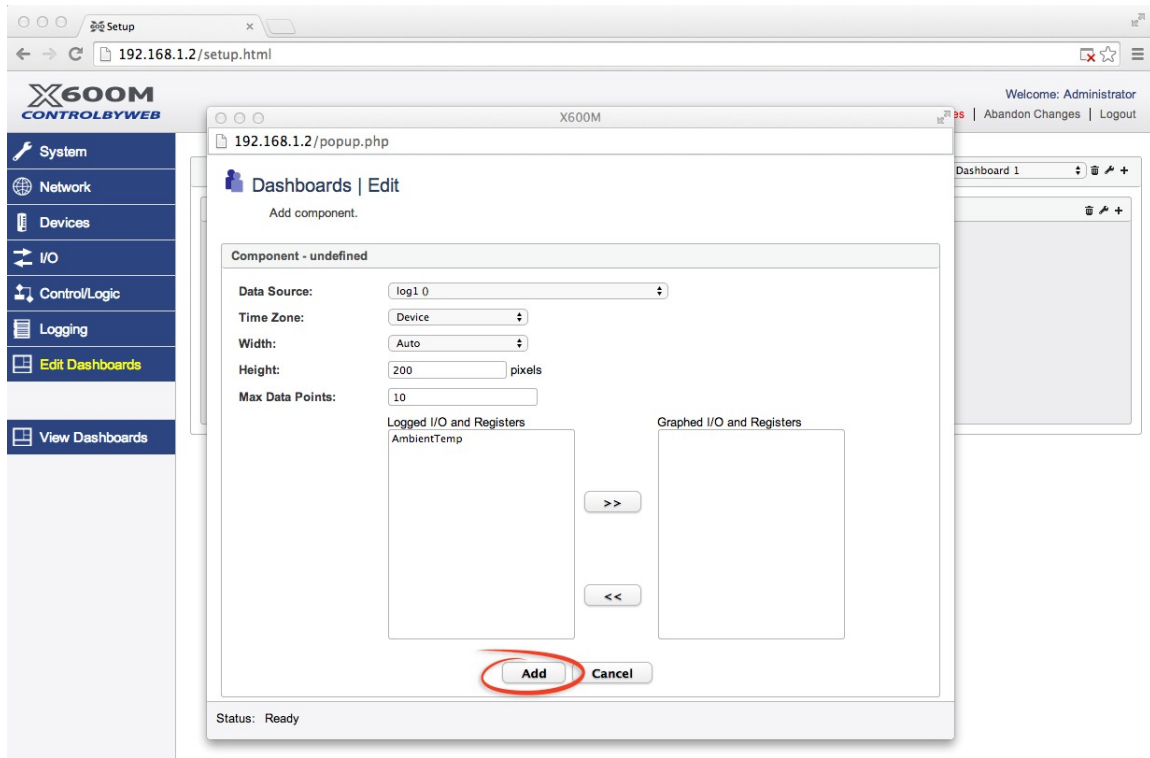 Setup
192.168.1.2/setup.html
X600M
CONTROLBYWEB
Welcome: Administrator
es | Abandon Changes | Logout
System
Network
Devices
I/O
Control/Logic
Logging
Edit Dashboards
View Dashboards
Dashboard 1
X600M
192.168.1.2/popup.php
Dashboards | Edit
Add component.
Component - undefined
Data Source: log1 ()
Time Zone: Device
Width: Auto
Height: 200 pixels
Max Data Points: 10
Logged I/O and Registers Graphed I/O and Registers
AmbientTemp
>>
<<
Add Cancel
Status: Ready